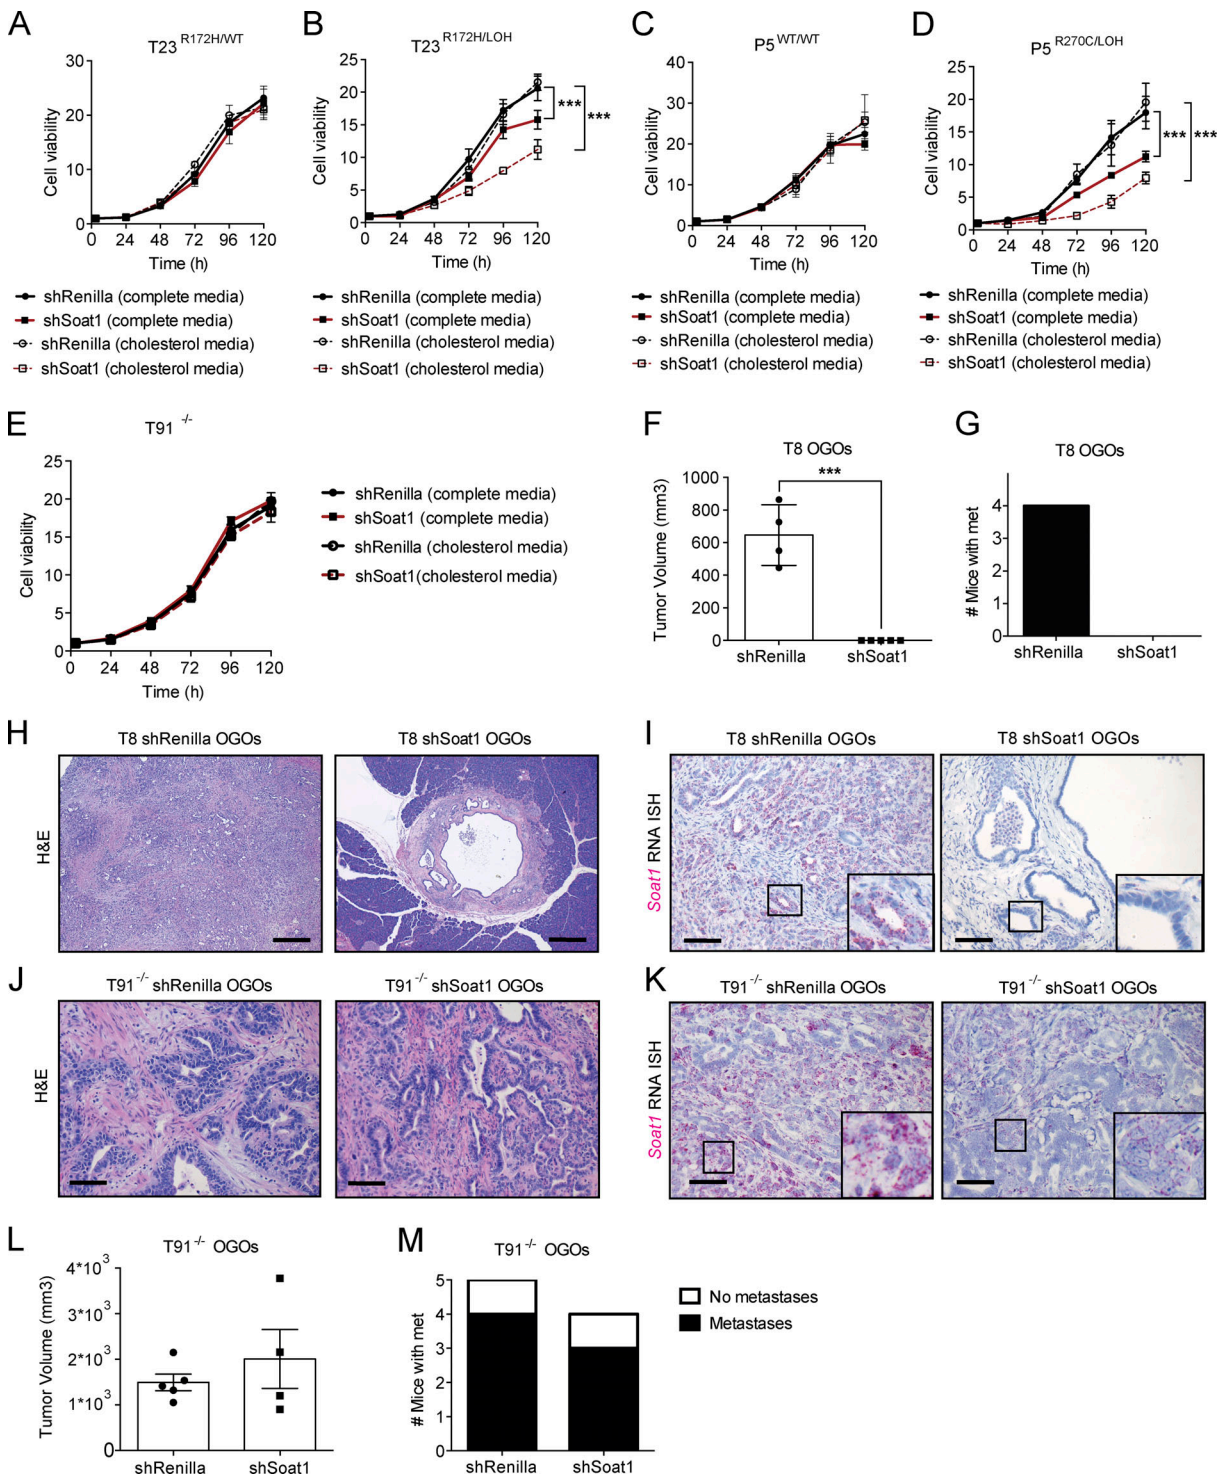 A
T23 R172H/WT
Cell viability
30
20
10
0
0 24 48 72 96 120
Time (h)
shRenilla (complete media)
shSoat1 (complete media)
shRenilla (cholesterol media)
shSoat1 (cholesterol media)
B
T23 R172H/LOH
Cell viability
25
20
15
10
5
0
0 24 48 72 96 120
Time (h)
***
***
shRenilla (complete media)
shSoat1 (complete media)
shRenilla (cholesterol media)
shSoat1 (cholesterol media)
C
P5 WT/WT
Cell viability
40
30
20
10
0
0 24 48 72 96 120
Time (h)
shRenilla (complete media)
shSoat1 (complete media)
shRenilla (cholesterol media)
shSoat1 (cholesterol media)
D
P5 R270C/LOH
Cell viability
25
20
15
10
5
0
0 24 48 72 96 120
Time (h)
***
***
shRenilla (complete media)
shSoat1 (complete media)
shRenilla (cholesterol media)
shSoat1 (cholesterol media)
E
T91 -/-
Cell viability
25
20
15
10
5
0
0 24 48 72 96 120
Time (h)
shRenilla (complete media)
shSoat1 (complete media)
shRenilla (cholesterol media)
shSoat1(cholesterol media)
F
T8 OGOs
Tumor Volume (mm3)
1000
800
600
400
200
0
***
shRenilla shSoat1
G
T8 OGOs
# Mice with met
4
3
2
1
0
shRenilla shSoat1
H
T8 shRenilla OGOs
T8 shSoat1 OGOs
H&E
I
T8 shRenilla OGOs
T8 shSoat1 OGOs
Soat1 RNA ISH
J
T91-/- shRenilla OGOs
T91-/- shSoat1 OGOs
H&E
K
T91-/- shRenilla OGOs
T91-/- shSoat1 OGOs
Soat1 RNA ISH
L
T91-/- OGOs
Tumor Volume (mm3)
4*10 3
3*10 3
2*10 3
1*10 3
0
shRenilla shSoat1
M
T91-/- OGOs
# Mice with met
5
4
3
2
1
0
shRenilla shSoat1
No metastases
Metastases